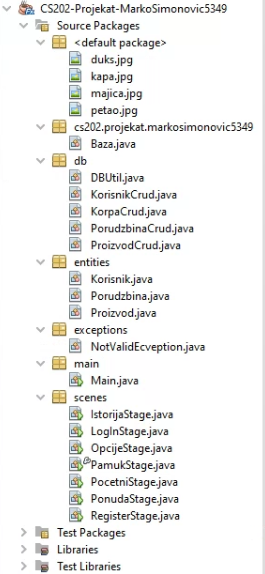 CS202-Projekat-MarkoSimonovic5349
Source Packages
<default package>
duks.jpg
kapa.jpg
majica.jpg
petao.jpg
cs202.projekat.markosimonovic5349
Baza.java
db
DBUtil.java
KorisnikCrud.java
KorpaCrud.java
PorudzbinaCrud.java
ProizvodCrud.java
entities
Korisnik.java
Porudzbina.java
Proizvod.java
exceptions
NotValidEcveption.java
main
Main.java
scenes
IstorijaStage.java
LogInStage.java
OpcijeStage.java
PamukStage.java
PocetniStage.java
PonudaStage.java
RegisterStage.java
Test Packages
Libraries
Test Libraries